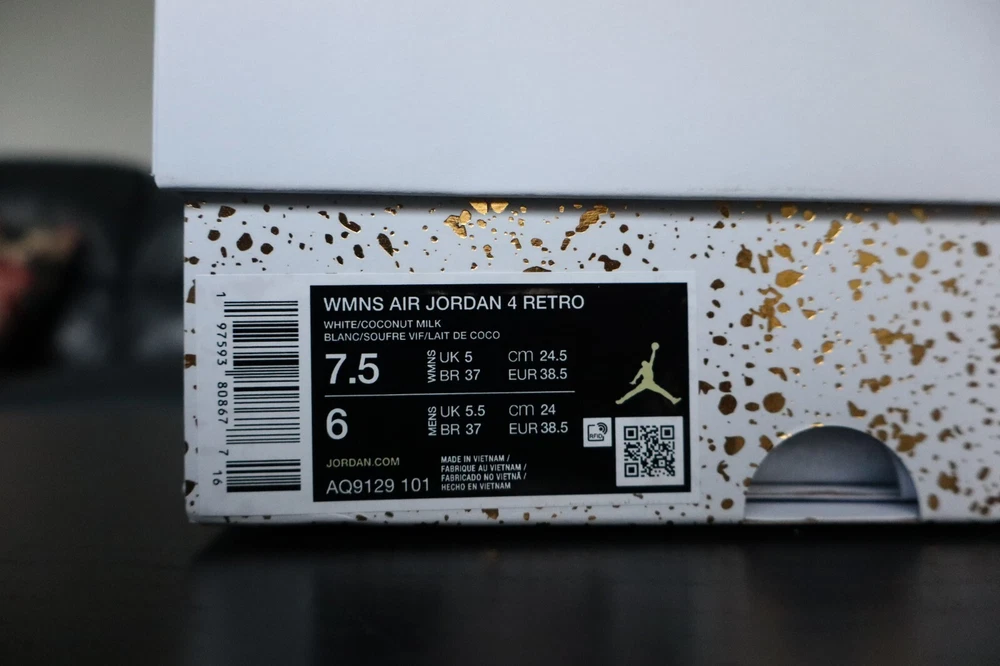 WMNS AIR JORDAN 4 RETRO
WHITE/COCONUT MILK
BLANC/SOUFRE VIF/LAIT DE COCO
7.5 WMNS UK 5 cm 24.5
BR 37 EUR 38.5
6 MENS UK 5.5 cm 24
BR 37 EUR 38.5
RFID
JORDAN.COM
AQ9129 101
MADE IN VIETNAM /
FABRIQUE AU VIETNAM /
FABRICADO NO VIETNÃ /
HECHO EN VIETNAM
1 97593 80867 7 16